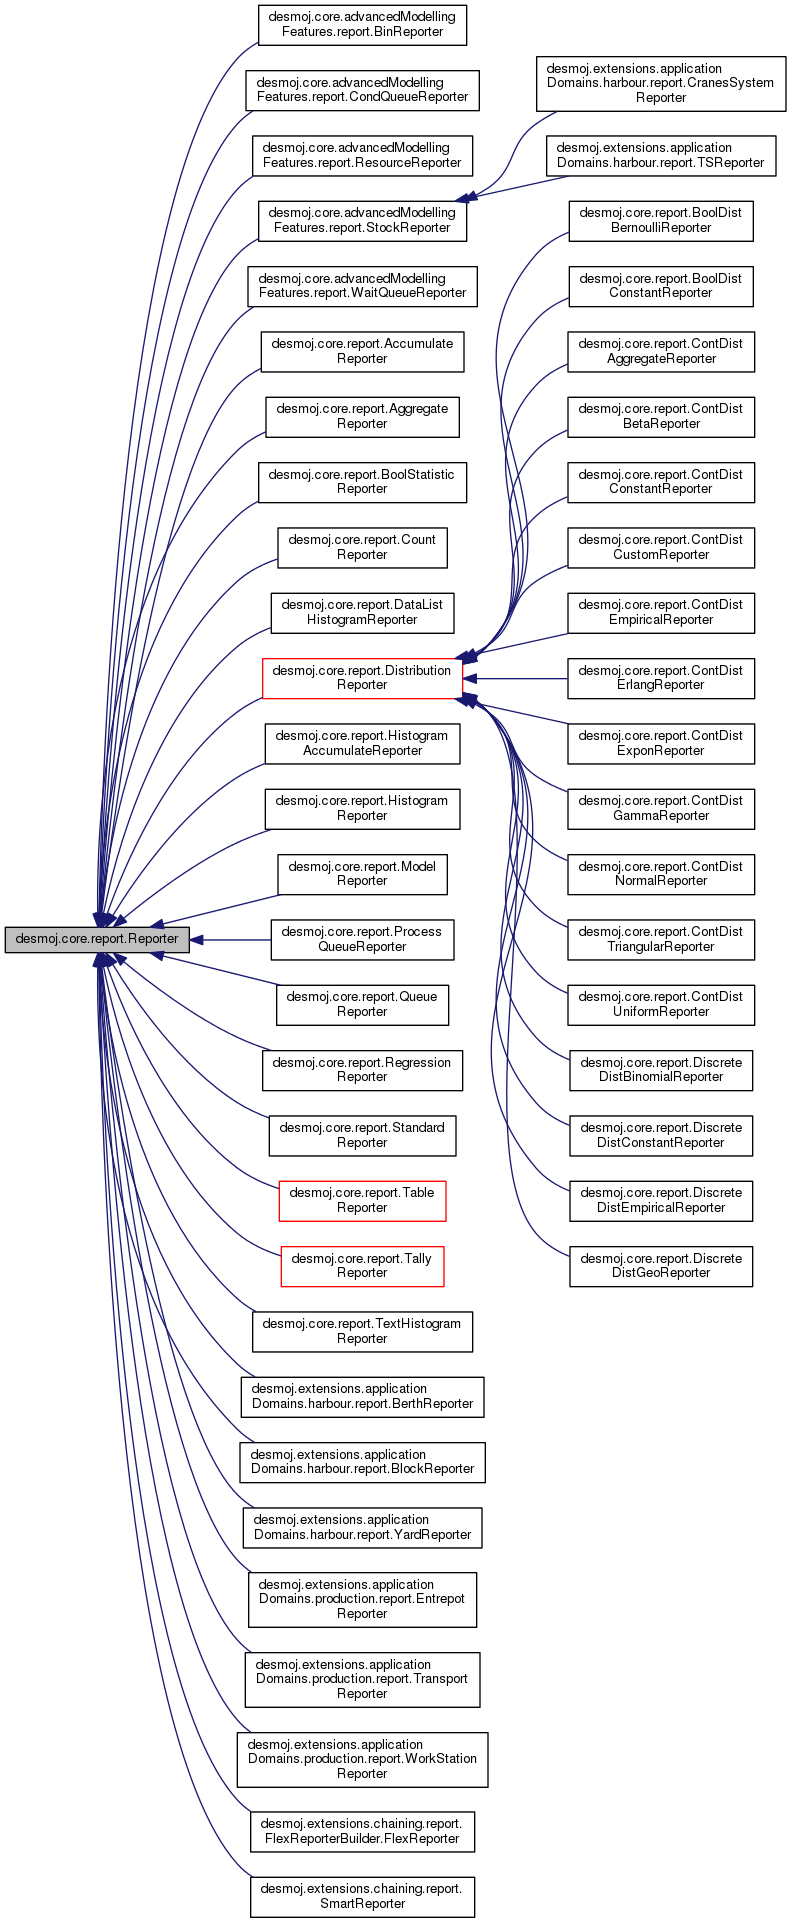 desmoj.core.report.Reporter
desmoj.core.advancedModelling
Features.report.BinReporter
desmoj.core.advancedModelling
Features.report.CondQueueReporter
desmoj.core.advancedModelling
Features.report.ResourceReporter
desmoj.core.advancedModelling
Features.report.StockReporter
desmoj.core.advancedModelling
Features.report.WaitQueueReporter
desmoj.core.report.Accumulate
Reporter
desmoj.core.report.Aggregate
Reporter
desmoj.core.report.BoolStatistic
Reporter
desmoj.core.report.Count
Reporter
desmoj.core.report.DataList
HistogramReporter
desmoj.core.report.Distribution
Reporter
desmoj.core.report.Histogram
AccumulateReporter
desmoj.core.report.Histogram
Reporter
desmoj.core.report.Model
Reporter
desmoj.core.report.Process
QueueReporter
desmoj.core.report.Queue
Reporter
desmoj.core.report.Regression
Reporter
desmoj.core.report.Standard
Reporter
desmoj.core.report.Table
Reporter
desmoj.core.report.Tally
Reporter
desmoj.core.report.TextHistogram
Reporter
desmoj.extensions.application
Domains.harbour.report.BerthReporter
desmoj.extensions.application
Domains.harbour.report.BlockReporter
desmoj.extensions.application
Domains.harbour.report.YardReporter
desmoj.extensions.application
Domains.production.report.Entrepot
Reporter
desmoj.extensions.application
Domains.production.report.Transport
Reporter
desmoj.extensions.application
Domains.production.report.WorkStation
Reporter
desmoj.extensions.chaining.report.
FlexReporterBuilder.FlexReporter
desmoj.extensions.chaining.report.
SmartReporter
desmoj.extensions.application
Domains.harbour.report.CranesSystem
Reporter
desmoj.extensions.application
Domains.harbour.report.TSReporter
desmoj.core.report.BoolDist
BernoulliReporter
desmoj.core.report.BoolDist
ConstantReporter
desmoj.core.report.ContDist
AggregateReporter
desmoj.core.report.ContDist
BetaReporter
desmoj.core.report.ContDist
ConstantReporter
desmoj.core.report.ContDist
CustomReporter
desmoj.core.report.ContDist
EmpiricalReporter
desmoj.core.report.ContDist
ErlangReporter
desmoj.core.report.ContDist
ExponReporter
desmoj.core.report.ContDist
GammaReporter
desmoj.core.report.ContDist
NormalReporter
desmoj.core.report.ContDist
TriangularReporter
desmoj.core.report.ContDist
UniformReporter
desmoj.core.report.Discrete
DistBinomialReporter
desmoj.core.report.Discrete
DistConstantReporter
desmoj.core.report.Discrete
DistEmpiricalReporter
desmoj.core.report.Discrete
DistGeoReporter